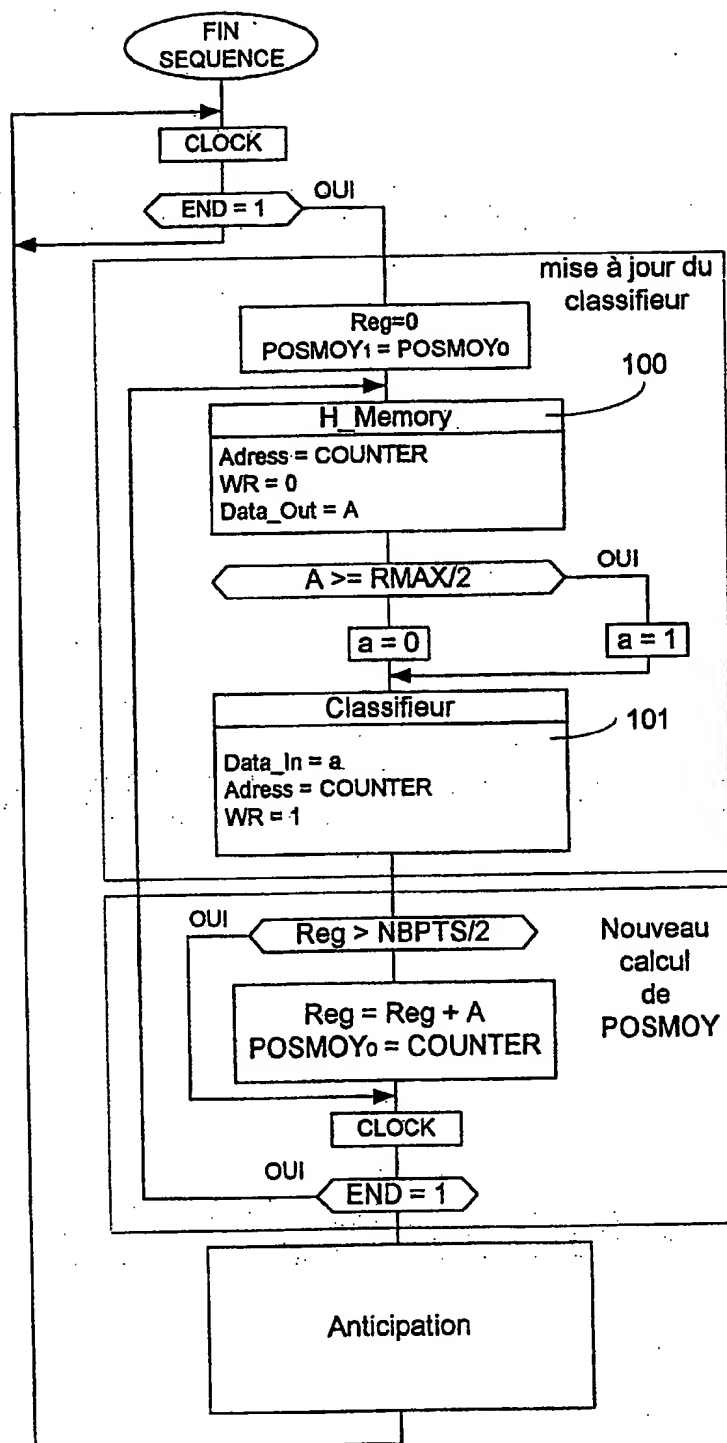 FIN
SEQUENCE
CLOCK
OUI
END = 1
mise à jour du
classifieur
Reg=0
POSMOY1 = POSMOY0
100
H_Memory
Adress = COUNTER
WR = 0
Data_Out = A
OUI
A >= RMAX/2
a = 0
a = 1
Classifieur
101
Data_In = a
Adress = COUNTER
WR = 1
OUI
Reg > NBPTS/2
Nouveau
calcul
de
POSMOY
Reg = Reg + A
POSMOY0 = COUNTER
CLOCK
OUI
END = 1
Anticipation